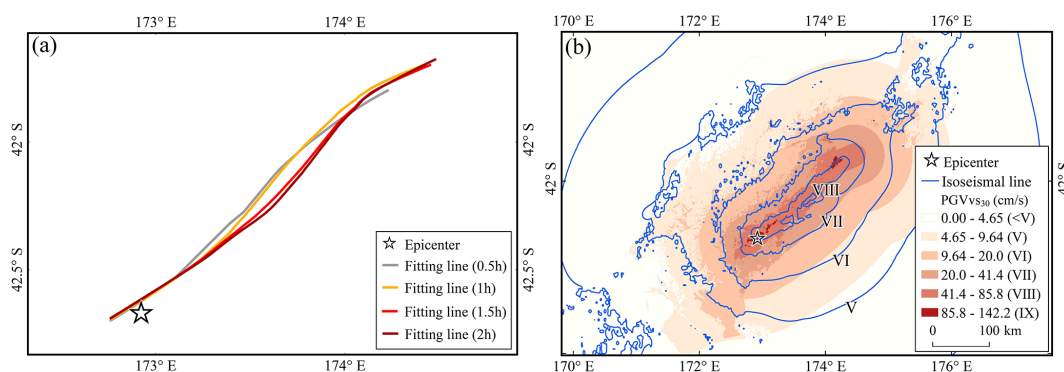 173° E
174° E
(a)
42° S
42° S
42.5° S
42.5° S
Epicenter
Fitting line (0.5h)
Fitting line (1h)
Fitting line (1.5h)
Fitting line (2h)
173° E
174° E
170° E
172° E
174° E
176° E
(b)
42° S
42° S
VIII
VII
VI
V
Epicenter
Isoseismal line
PGVvs₃₀ (cm/s)
0.00 - 4.65 (<V)
4.65 - 9.64 (V)
9.64 - 20.0 (VI)
20.0 - 41.4 (VII)
41.4 - 85.8 (VIII)
85.8 - 142.2 (IX)
0 100 km
170° E
172° E
174° E
176° E